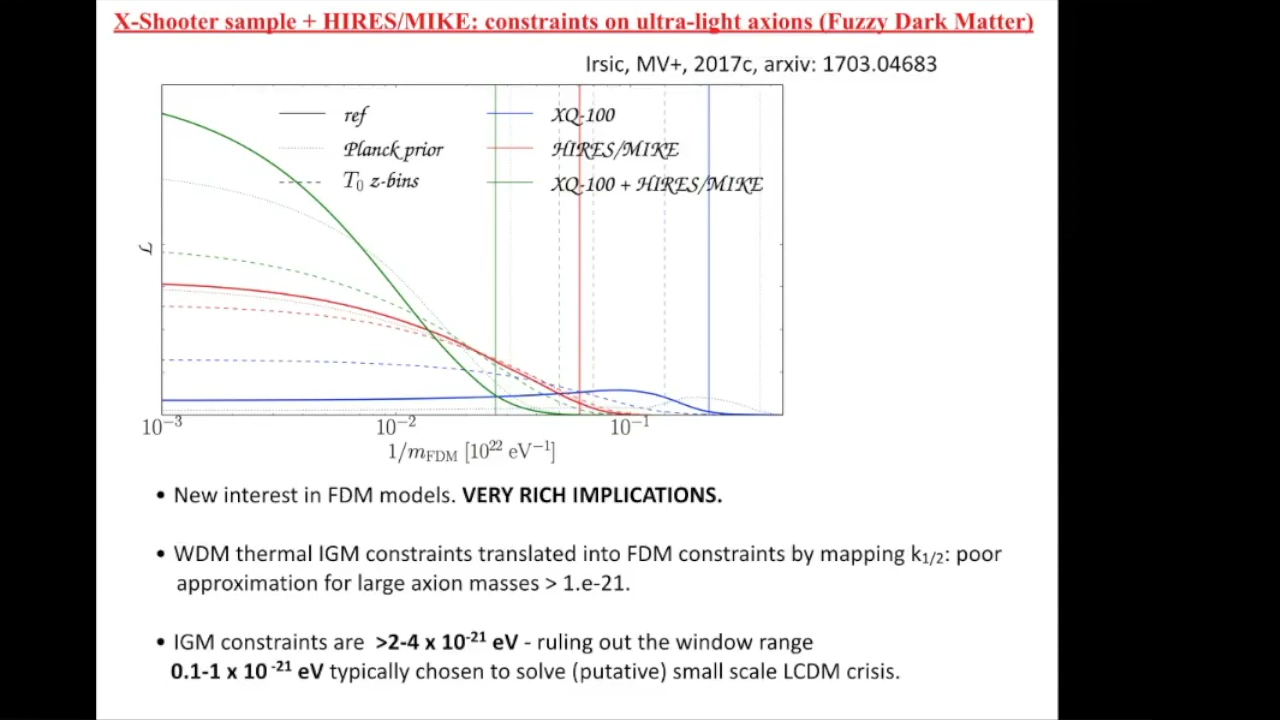 X-Shooter sample + HIRES/MIKE: constraints on ultra-light axions (Fuzzy Dark Matter)
Irsic, MV+, 2017c, arxiv: 1703.04683
ref
Planck prior
T₀ z-bins
XQ-100
HIRES/MIKE
XQ-100 + HIRES/MIKE
ℒ
10⁻³
10⁻²
10⁻¹
1/m_FDM [10²² eV⁻¹]
• New interest in FDM models. VERY RICH IMPLICATIONS.
• WDM thermal IGM constraints translated into FDM constraints by mapping k₁/₂: poor
approximation for large axion masses > 1.e-21.
• IGM constraints are >2-4 x 10⁻²¹ eV - ruling out the window range
0.1-1 x 10⁻²¹ eV typically chosen to solve (putative) small scale LCDM crisis.